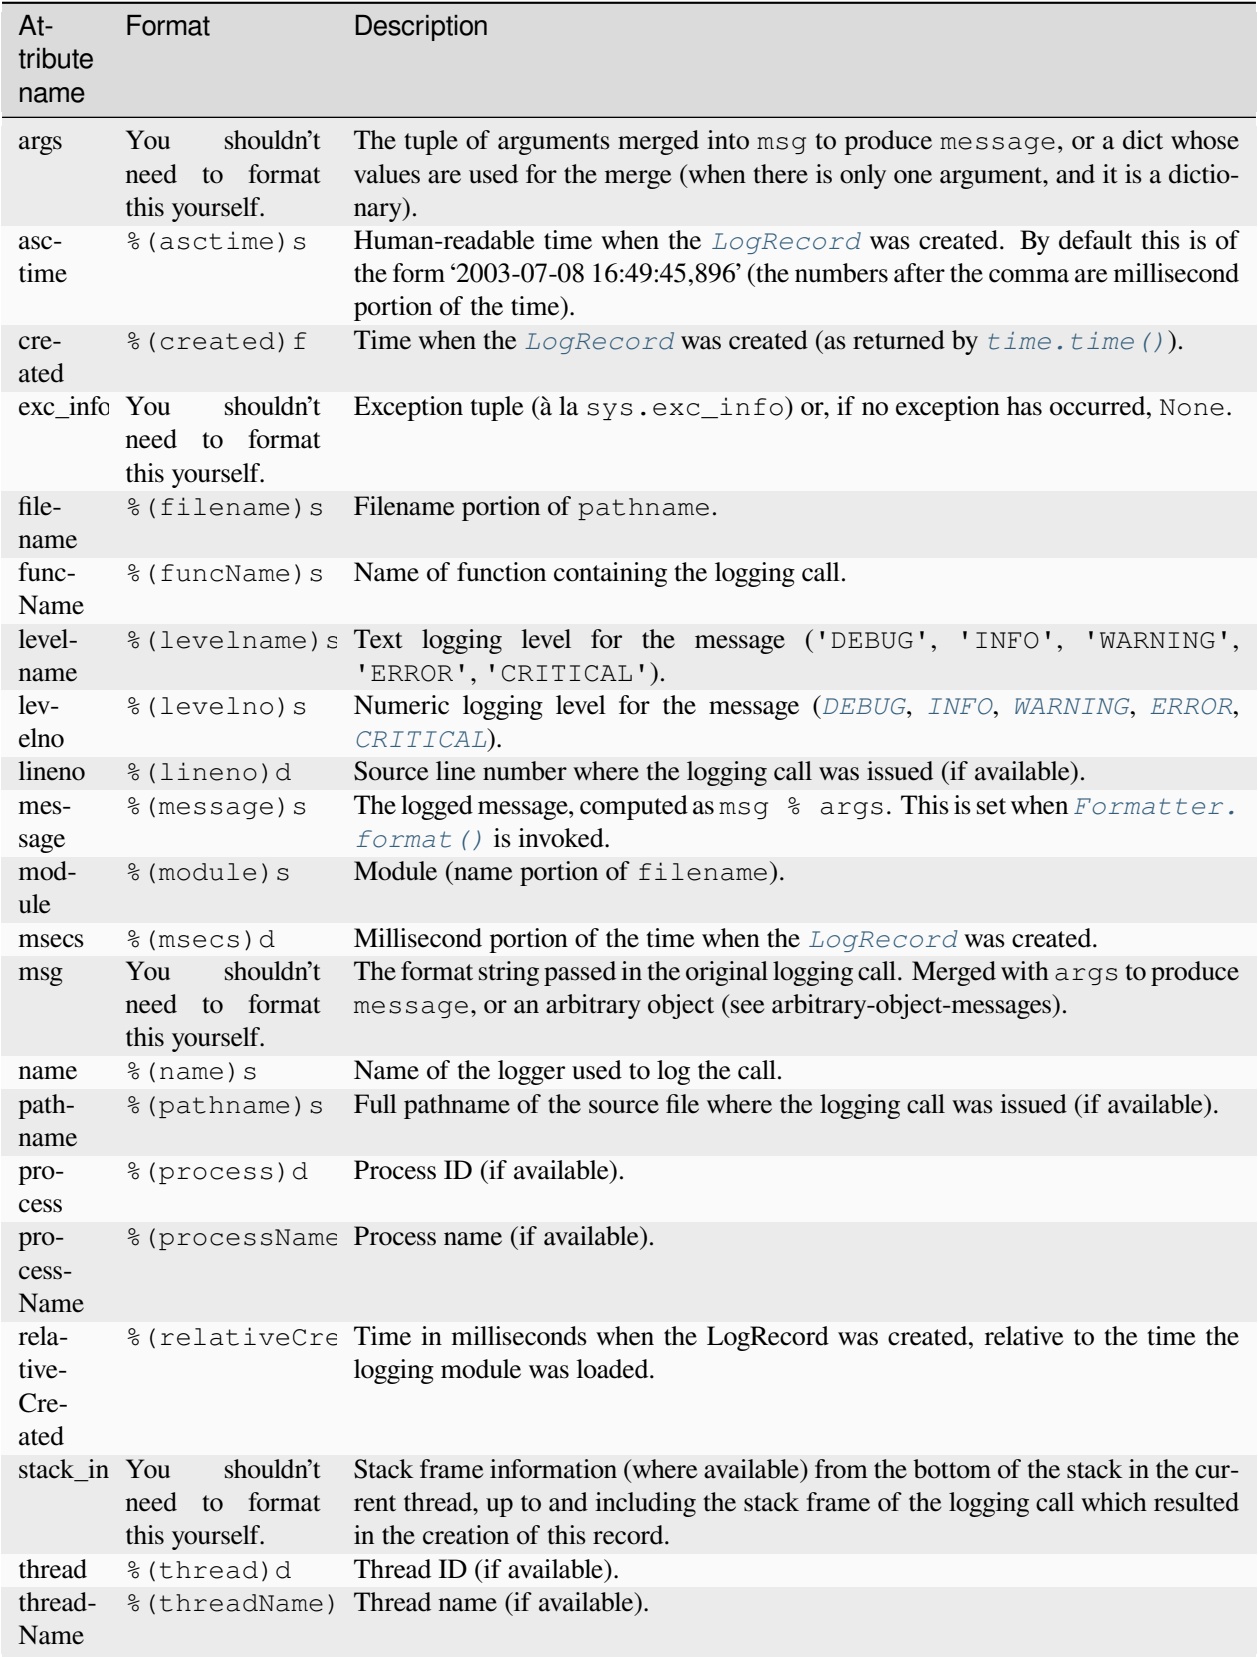 At-
tribute
name
Format
Description
args
You shouldn't
need to format
this yourself.
The tuple of arguments merged into msg to produce message, or a dict whose
values are used for the merge (when there is only one argument, and it is a dictio-
nary).
asc-
time
%(asctime)s
Human-readable time when the LogRecord was created. By default this is of
the form ‘2003-07-08 16:49:45,896’ (the numbers after the comma are millisecond
portion of the time).
cre-
ated
%(created)f
Time when the LogRecord was created (as returned by time.time()).
exc_info
You shouldn't
need to format
this yourself.
Exception tuple (à la sys.exc_info) or, if no exception has occurred, None.
file-
name
%(filename)s
Filename portion of pathname.
func-
Name
%(funcName)s
Name of function containing the logging call.
level-
name
%(levelname)s
Text logging level for the message ('DEBUG', 'INFO', 'WARNING',
'ERROR', 'CRITICAL').
lev-
elno
%(levelno)s
Numeric logging level for the message (DEBUG, INFO, WARNING, ERROR,
CRITICAL).
lineno
%(lineno)d
Source line number where the logging call was issued (if available).
mes-
sage
%(message)s
The logged message, computed as msg % args. This is set when Formatter.
format() is invoked.
mod-
ule
%(module)s
Module (name portion of filename).
msecs
%(msecs)d
Millisecond portion of the time when the LogRecord was created.
msg
You shouldn't
need to format
this yourself.
The format string passed in the original logging call. Merged with args to produce
message, or an arbitrary object (see arbitrary-object-messages).
name
%(name)s
Name of the logger used to log the call.
path-
name
%(pathname)s
Full pathname of the source file where the logging call was issued (if available).
pro-
cess
%(process)d
Process ID (if available).
pro-
cess-
Name
%(processName
Process name (if available).
rela-
tive-
Cre-
ated
%(relativeCre
Time in milliseconds when the LogRecord was created, relative to the time the
logging module was loaded.
stack_in
You shouldn't
need to format
this yourself.
Stack frame information (where available) from the bottom of the stack in the cur-
rent thread, up to and including the stack frame of the logging call which resulted
in the creation of this record.
thread
%(thread)d
Thread ID (if available).
thread-
Name
%(threadName)
Thread name (if available).